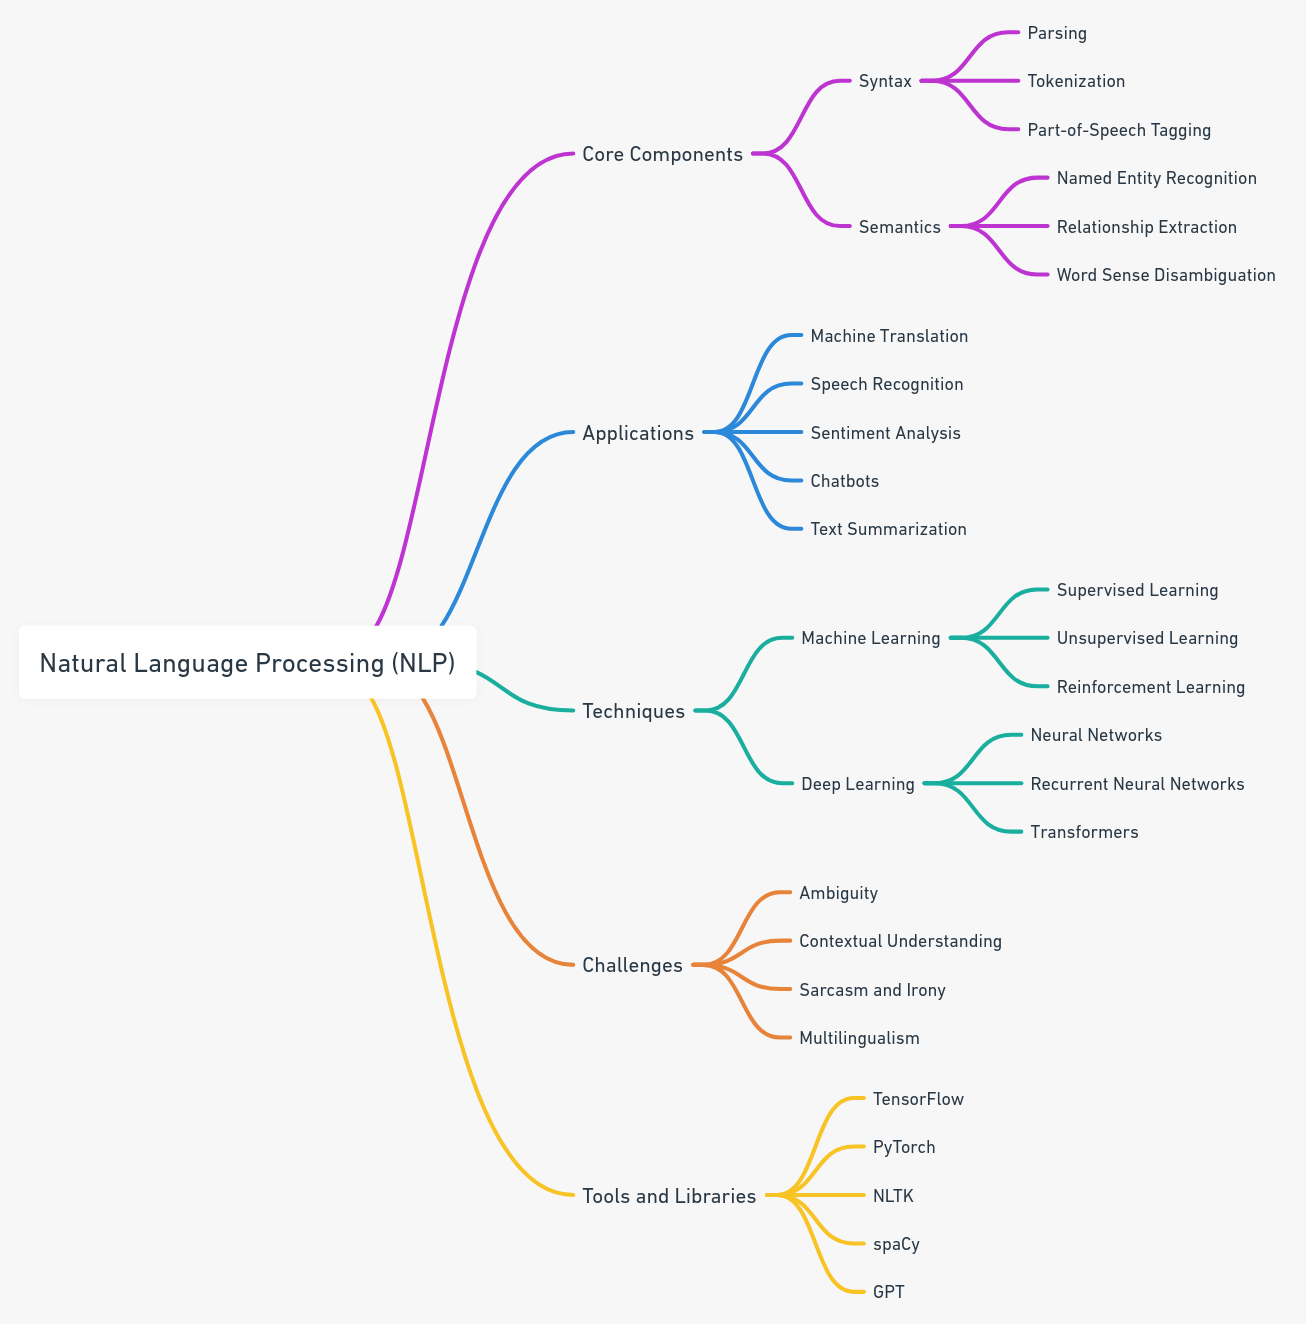 Natural Language Processing (NLP)
Core Components
Syntax
Parsing
Tokenization
Part-of-Speech Tagging
Semantics
Named Entity Recognition
Relationship Extraction
Word Sense Disambiguation
Applications
Machine Translation
Speech Recognition
Sentiment Analysis
Chatbots
Text Summarization
Techniques
Machine Learning
Supervised Learning
Unsupervised Learning
Reinforcement Learning
Deep Learning
Neural Networks
Recurrent Neural Networks
Transformers
Challenges
Ambiguity
Contextual Understanding
Sarcasm and Irony
Multilingualism
Tools and Libraries
TensorFlow
PyTorch
NLTK
spaCy
GPT